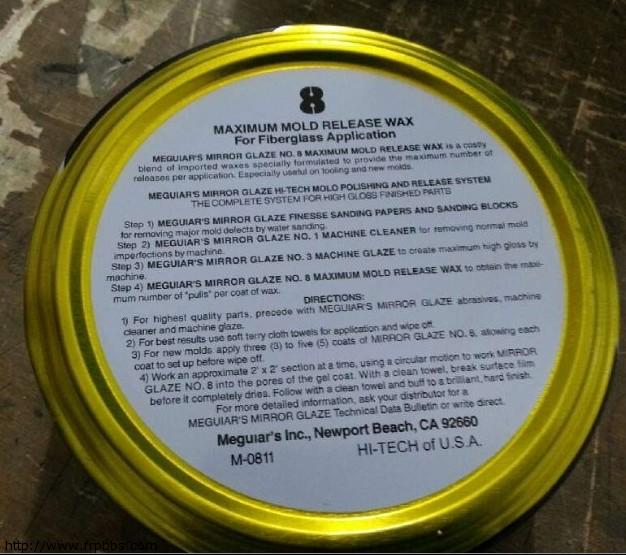 8
MAXIMUM MOLD RELEASE WAX
For Fiberglass Application
MEGUIAR'S MIRROR GLAZE NO. 8 MAXIMUM MOLD RELEASE WAX is a costly
blend of imported waxes specially formulated to provide the maximum number of
releases per application. Especially useful on tooling and new molds.
MEGUIAR'S MIRROR GLAZE HI-TECH MOLD POLISHING AND RELEASE SYSTEM
THE COMPLETE SYSTEM FOR HIGH GLOSS FINISHED PARTS
Step 1) MEGUIAR'S MIRROR GLAZE FINESSE SANDING PAPERS AND SANDING BLOCKS
for removing major mold defects by water sanding.
Step 2) MEGUIAR'S MIRROR GLAZE NO. 1 MACHINE CLEANER for removing normal mold
imperfections by machine.
Step 3) MEGUIAR'S MIRROR GLAZE NO. 3 MACHINE GLAZE to create maximum high gloss by
machine.
Step 4) MEGUIAR'S MIRROR GLAZE NO. 8 MAXIMUM MOLD RELEASE WAX to obtain the maxi-
mum number of "pulls" per coat of wax.
DIRECTIONS:
1) For highest quality parts, precede with MEGUIAR'S MIRROR GLAZE abrasives, machine
cleaner and machine glaze.
2) For best results use soft terry cloth towels for application and wipe off.
3) For new molds apply three (3) to five (5) coats of MIRROR GLAZE NO. 8, allowing each
coat to set up before wipe off.
4) Work an approximate 2' x 2' section at a time, using a circular motion to work MIRROR
GLAZE NO. 8 into the pores of the gel coat. With a clean towel, break surface film
before it completely dries. Follow with a clean towel and buff to a brilliant, hard finish.
For more detailed information, ask your distributor for a
MEGUIAR'S MIRROR GLAZE Technical Data Bulletin or write direct.
Meguiar's Inc., Newport Beach, CA 92660
M-0811 HI-TECH of U.S.A.
http://www.frpbbs.com